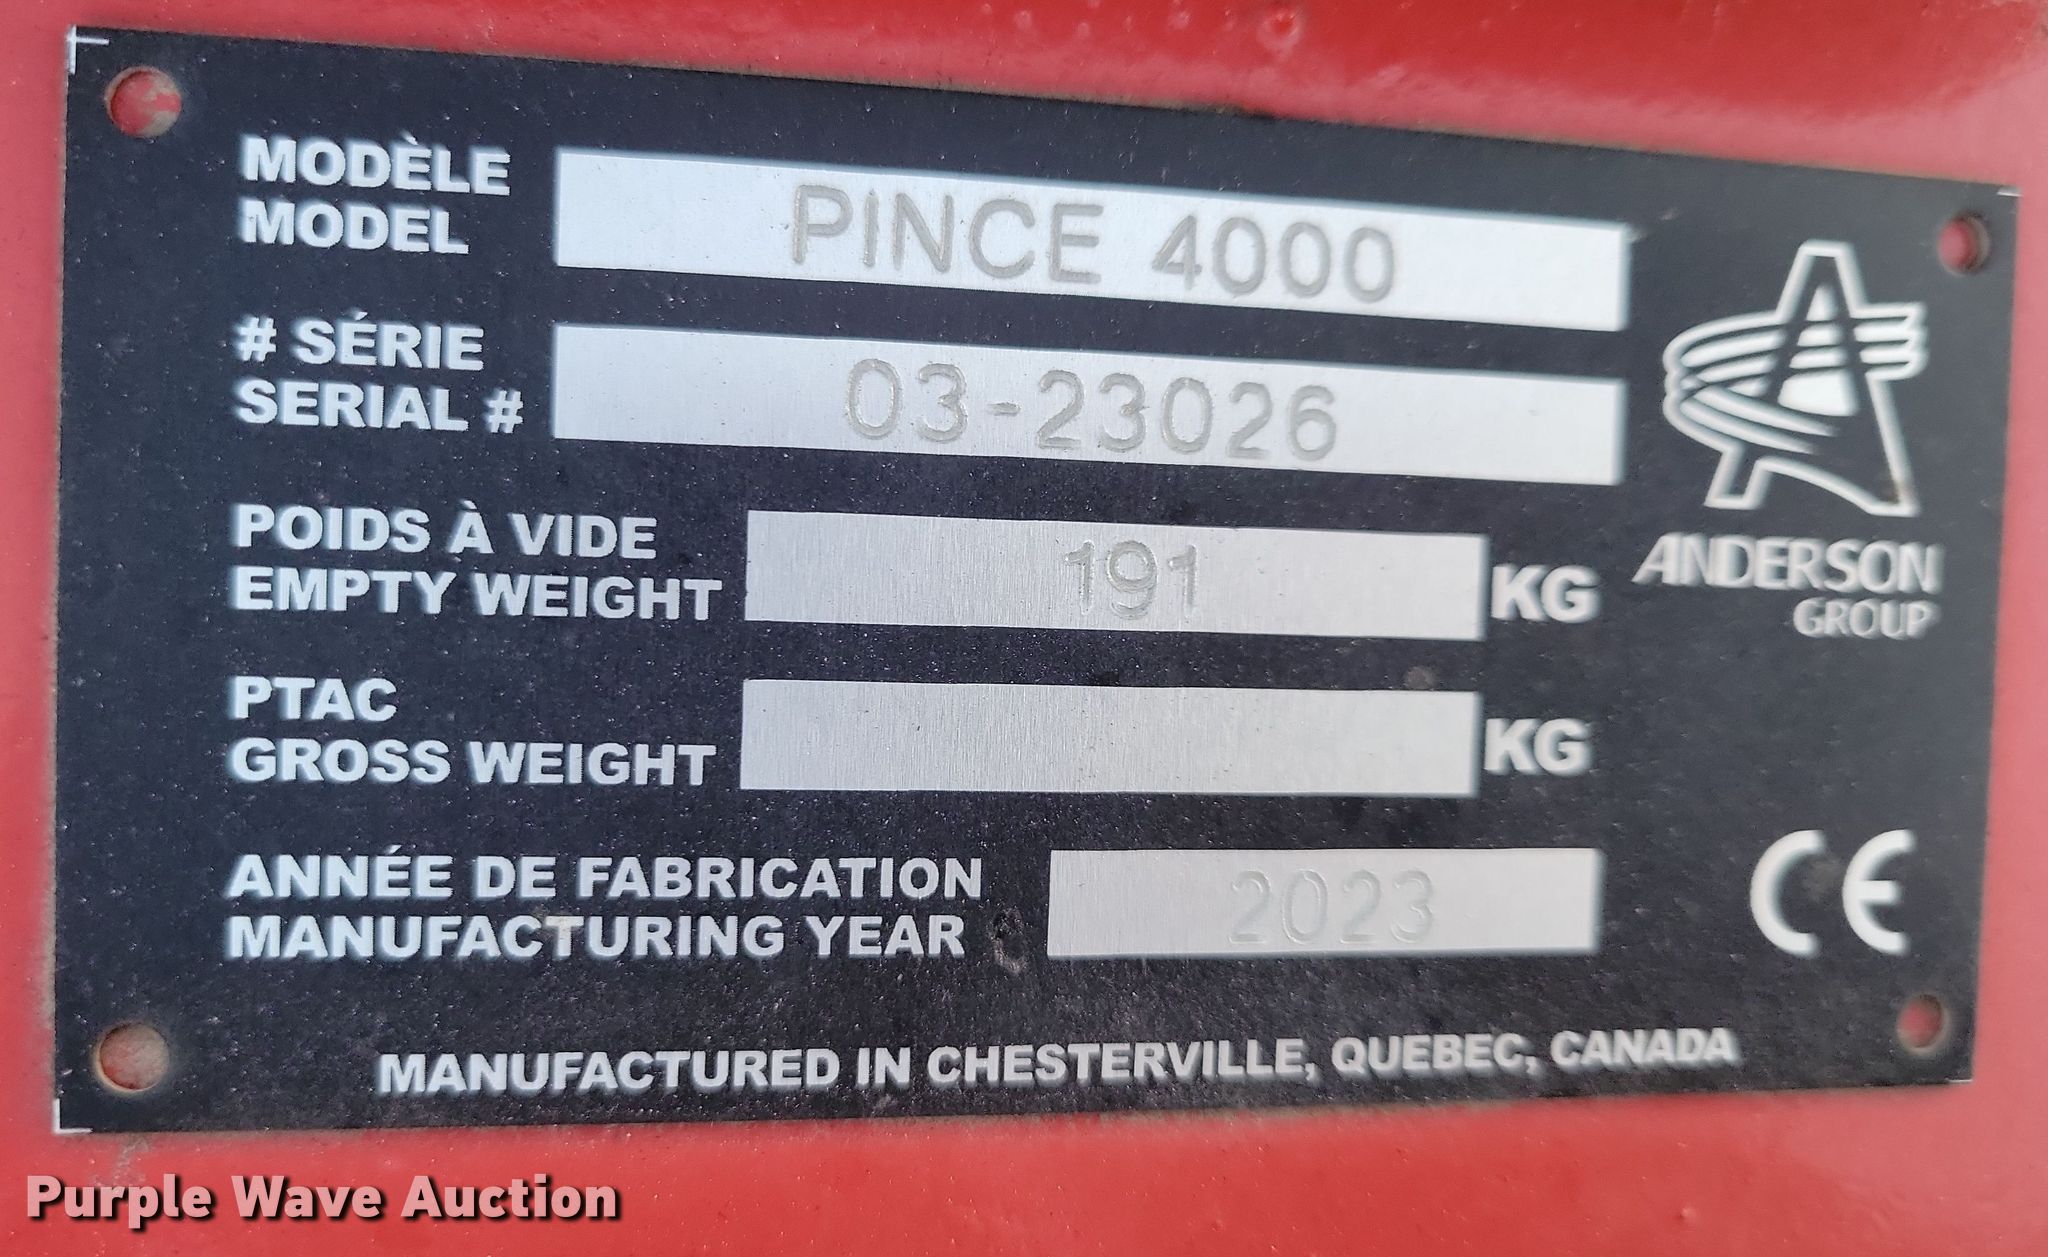 MODÈLE
MODEL
PINCE 4000
# SÉRIE
SERIAL #
03-23026
POIDS À VIDE
EMPTY WEIGHT
191
KG
ANDERSON
GROUP
PTAC
GROSS WEIGHT
KG
ANNÉE DE FABRICATION
MANUFACTURING YEAR
2023
CE
MANUFACTURED IN CHESTERVILLE, QUEBEC, CANADA
Purple Wave Auction